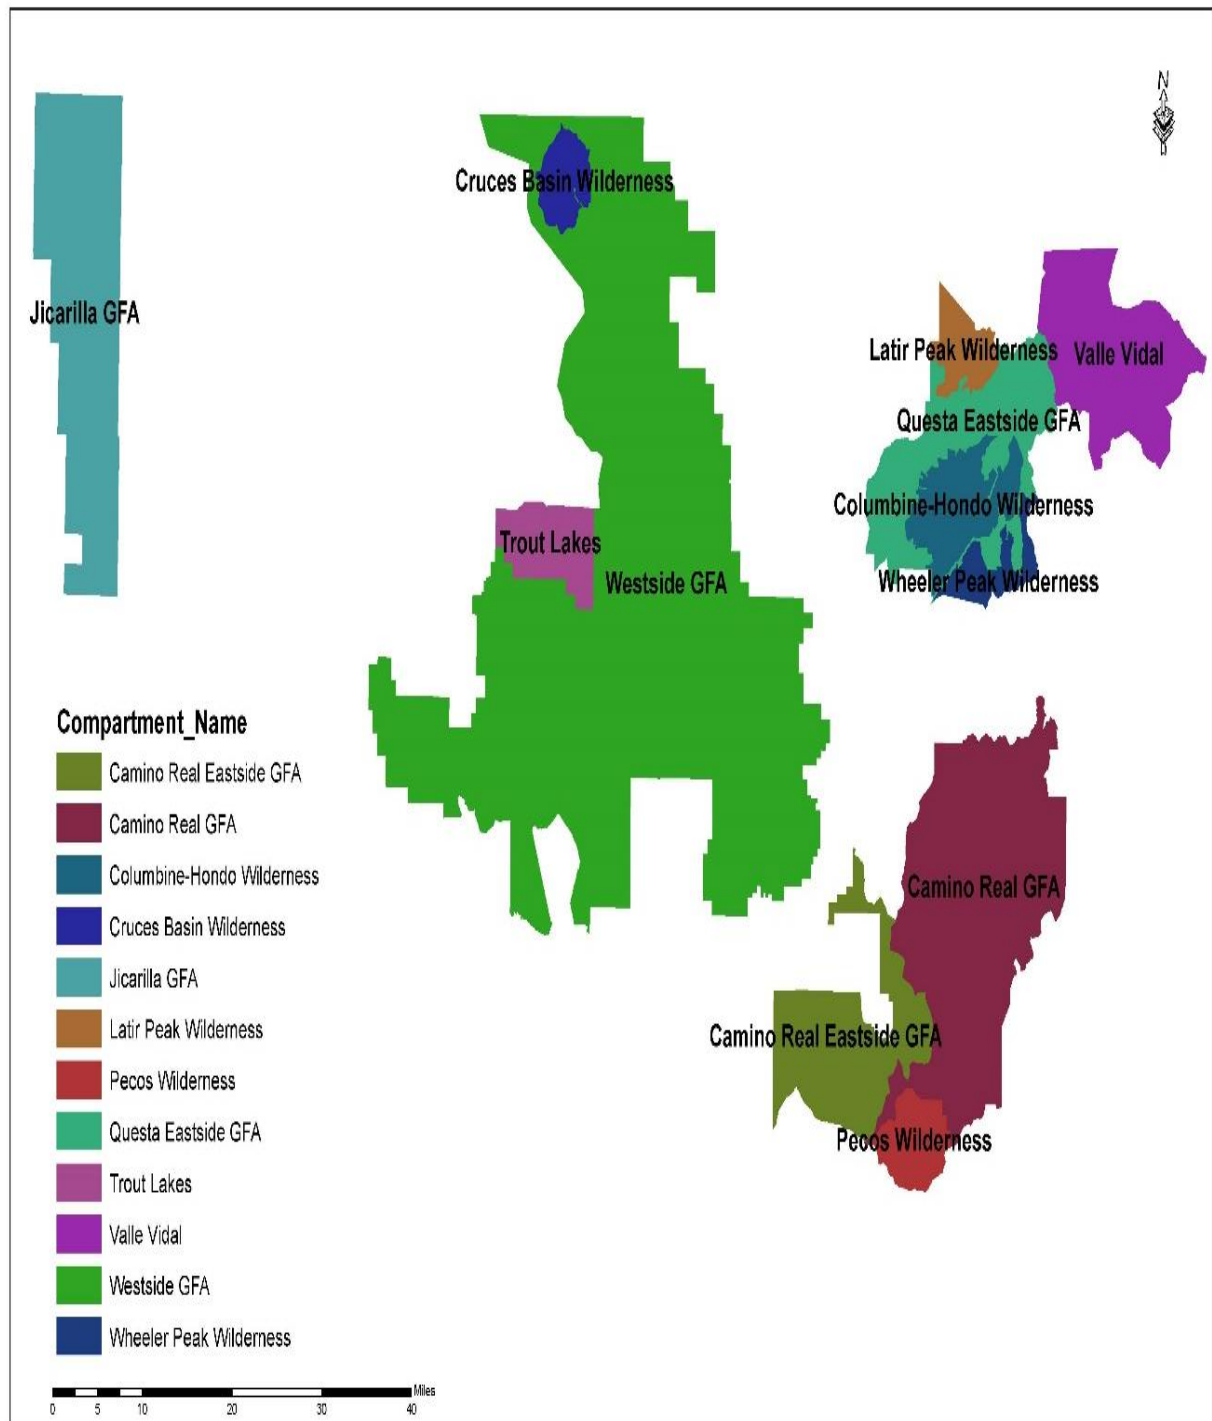 N
Cruces Basin Wilderness
Jicarilla GFA
Latir Peak Wilderness
Valle Vidal
Questa Eastside GFA
Columbine-Hondo Wilderness
Trout Lakes
Westside GFA
Wheeler Peak Wilderness
Camino Real GFA
Camino Real Eastside GFA
Pecos Wilderness
Compartment_Name
Camino Real Eastside GFA
Camino Real GFA
Columbine-Hondo Wilderness
Cruces Basin Wilderness
Jicarilla GFA
Latir Peak Wilderness
Pecos Wilderness
Questa Eastside GFA
Trout Lakes
Valle Vidal
Westside GFA
Wheeler Peak Wilderness
Miles
0 5 10 20 30 40